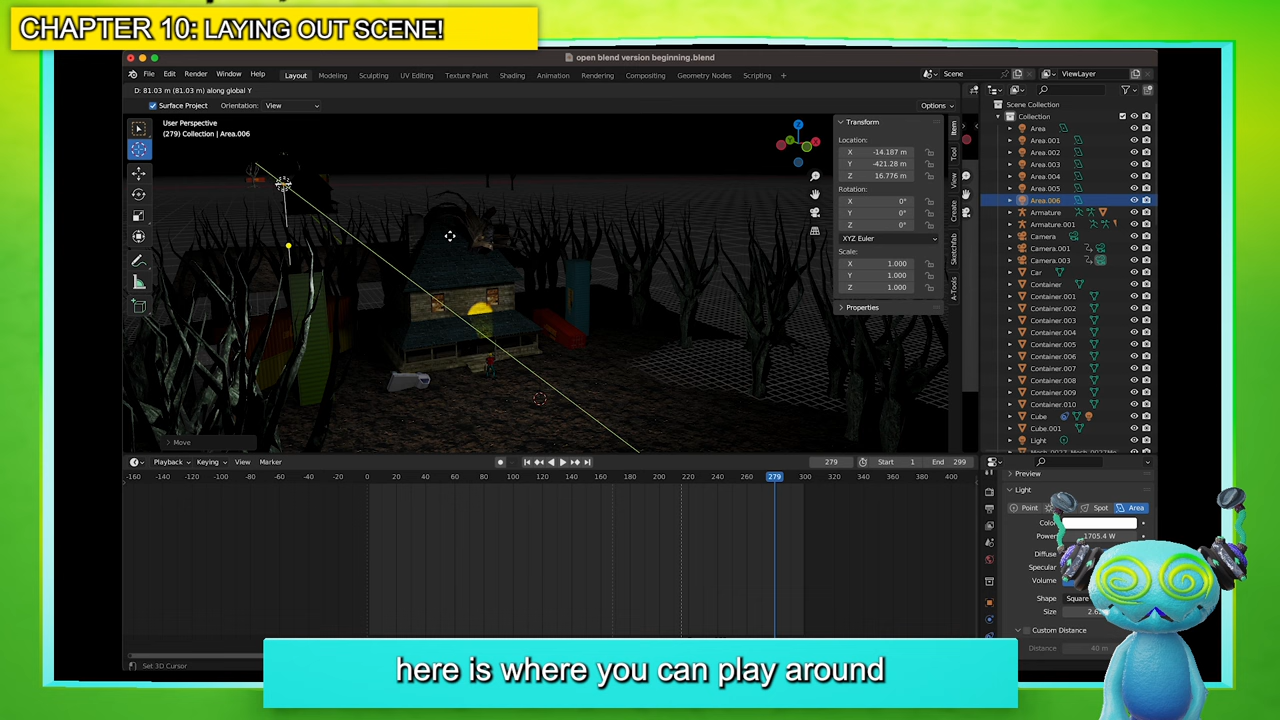 CHAPTER 10: LAYING OUT SCENE!
open blend version beginning.blend
File Edit Render Window Help Layout Modeling Sculpting UV Editing Texture Paint Shading Animation Rendering Compositing Geometry Nodes Scripting + Scene ViewLayer
D: 81.03 m (81.03 m) along global Y
Surface Project Orientation: View Options
User Perspective
(279) Collection | Area.006
Transform
Location:
X -14.187 m
Y -421.28 m
Z 16.776 m
Rotation:
X 0°
Y 0°
Z 0°
XYZ Euler
Scale:
X 1.000
Y 1.000
Z 1.000
Properties
Item
Tool
View
Create
Sketchfab
A-Tools
Scene Collection
Collection
Area
Area.001
Area.002
Area.003
Area.004
Area.005
Area.006
Armature
Armature.001
Camera
Camera.001
Camera.003
Car
Container
Container.001
Container.002
Container.003
Container.004
Container.005
Container.006
Container.007
Container.008
Container.009
Container.010
Cube
Cube.001
Light
Move
Playback Keying View Marker 279 Start 1 End 299
-160 -140 -120 -100 -80 -60 -40 -20 0 20 40 60 80 100 120 140 160 180 200 220 240 260 279 300 320 340 360 380 400
Preview
Light
Point Spot Area
Color
Power 1705.4 W
Diffuse
Specular
Volume
Shape Square
Size
Custom Distance
Distance 40 m
Set 3D Cursor
here is where you can play around